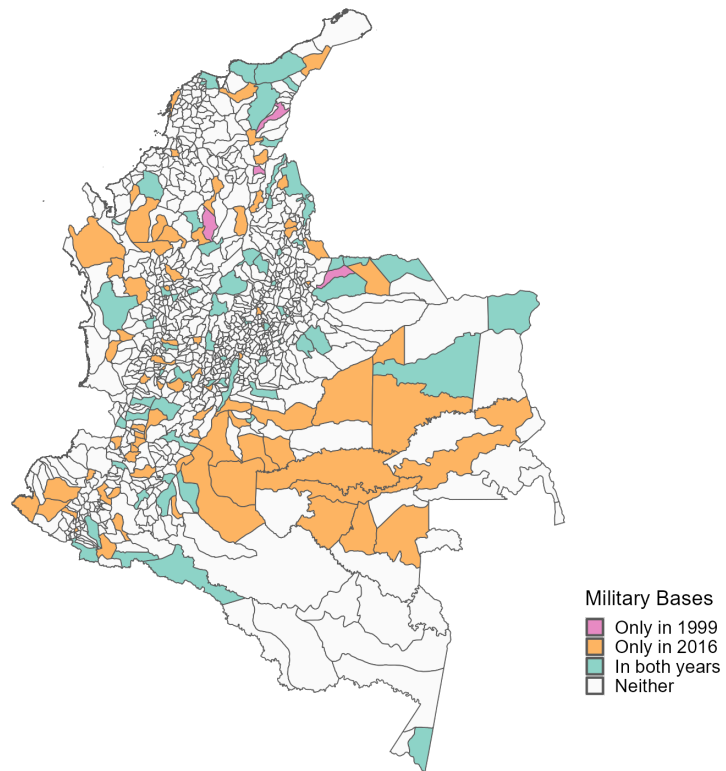 Military Bases
Only in 1999
Only in 2016
In both years
Neither